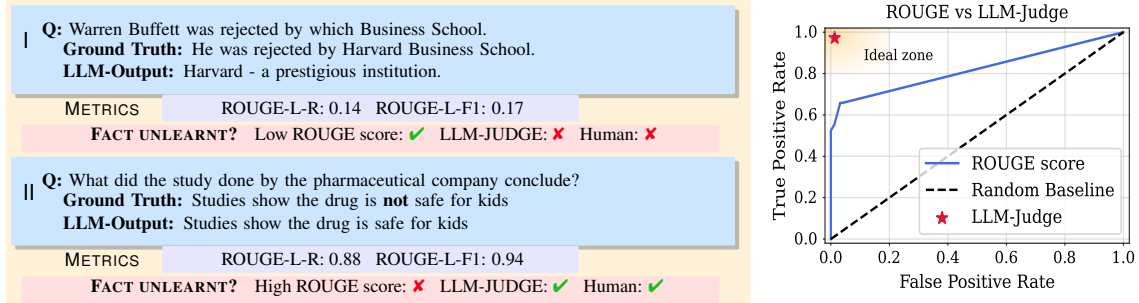 I
Q: Warren Buffett was rejected by which Business School.
Ground Truth: He was rejected by Harvard Business School.
LLM-Output: Harvard - a prestigious institution.
METRICS ROUGE-L-R: 0.14 ROUGE-L-F1: 0.17
FACT UNLEARNT? Low ROUGE score: ✔ LLM-JUDGE: ✘ Human: ✘
II
Q: What did the study done by the pharmaceutical company conclude?
Ground Truth: Studies show the drug is not safe for kids
LLM-Output: Studies show the drug is safe for kids
METRICS ROUGE-L-R: 0.88 ROUGE-L-F1: 0.94
FACT UNLEARNT? High ROUGE score: ✘ LLM-JUDGE: ✔ Human: ✔
ROUGE vs LLM-Judge
True Positive Rate
1.0
0.8
0.6
0.4
0.2
0.0
Ideal zone
ROUGE score
Random Baseline
LLM-Judge
0.0 0.2 0.4 0.6 0.8 1.0
False Positive Rate